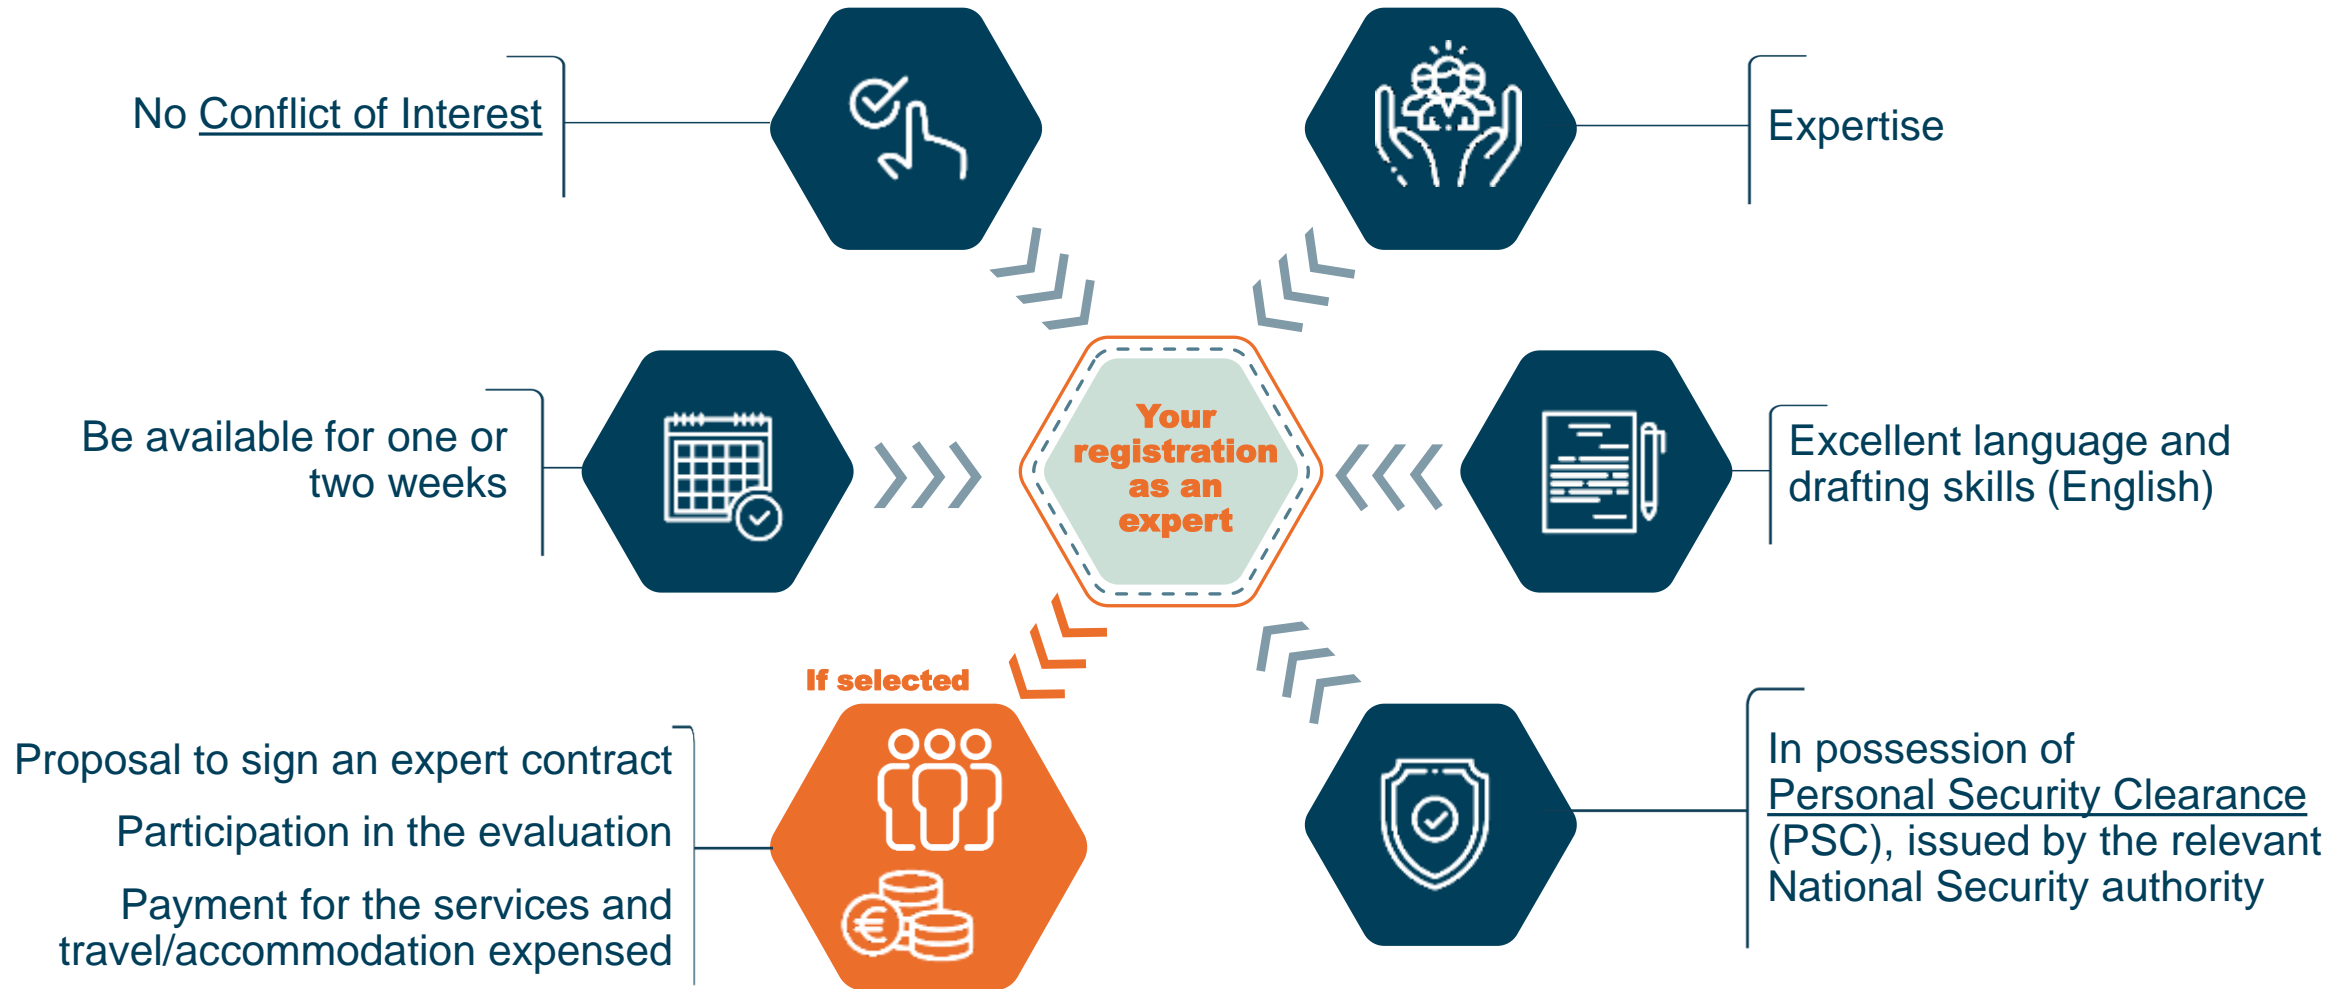 No Conflict of Interest
Expertise
Be available for one or
two weeks
Your
registration
as an
expert
Excellent language and
drafting skills (English)
If selected
Proposal to sign an expert contract
Participation in the evaluation
Payment for the services and
travel/accommodation expensed
In possession of
Personal Security Clearance
(PSC), issued by the relevant
National Security authority